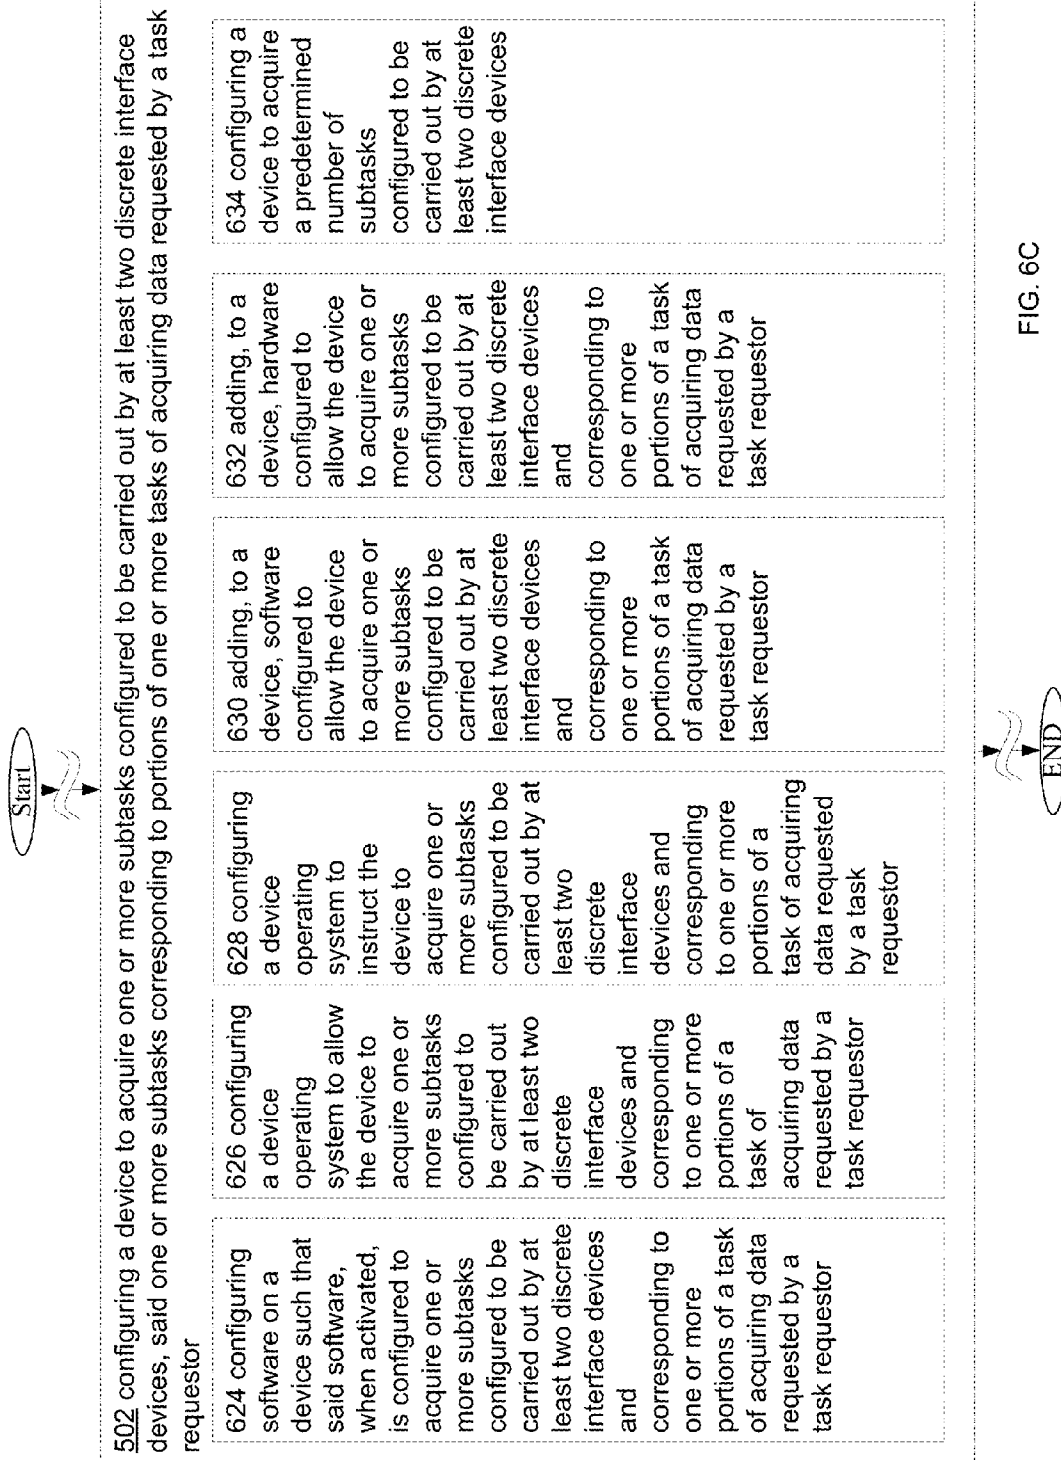 Start
502 configuring a device to acquire one or more subtasks configured to be carried out by at least two discrete interface
devices, said one or more subtasks corresponding to portions of one or more tasks of acquiring data requested by a task
requestor
624 configuring
software on a
device such that
said software,
when activated,
is configured to
acquire one or
more subtasks
configured to be
carried out by at
least two discrete
interface devices
and
corresponding to
one or more
portions of a task
of acquiring data
requested by a
task requestor
626 configuring
a device
operating
system to allow
the device to
acquire one or
more subtasks
configured to
be carried out
by at least two
discrete
interface
devices and
corresponding
to one or more
portions of a
task of
acquiring data
requested by a
task requestor
628 configuring
a device
operating
system to
instruct the
device to
acquire one or
more subtasks
configured to be
carried out by at
least two
discrete
interface
devices and
corresponding
to one or more
portions of a
task of acquiring
data requested
by a task
requestor
630 adding, to a
device, software
configured to
allow the device
to acquire one or
more subtasks
configured to be
carried out by at
least two discrete
interface devices
and
corresponding to
one or more
portions of a task
of acquiring data
requested by a
task requestor
632 adding, to a
device, hardware
configured to
allow the device
to acquire one or
more subtasks
configured to be
carried out by at
least two discrete
interface devices
and
corresponding to
one or more
portions of a task
of acquiring data
requested by a
task requestor
634 configuring a
device to acquire
a predetermined
number of
subtasks
configured to be
carried out by at
least two discrete
interface devices
END
FIG. 6C